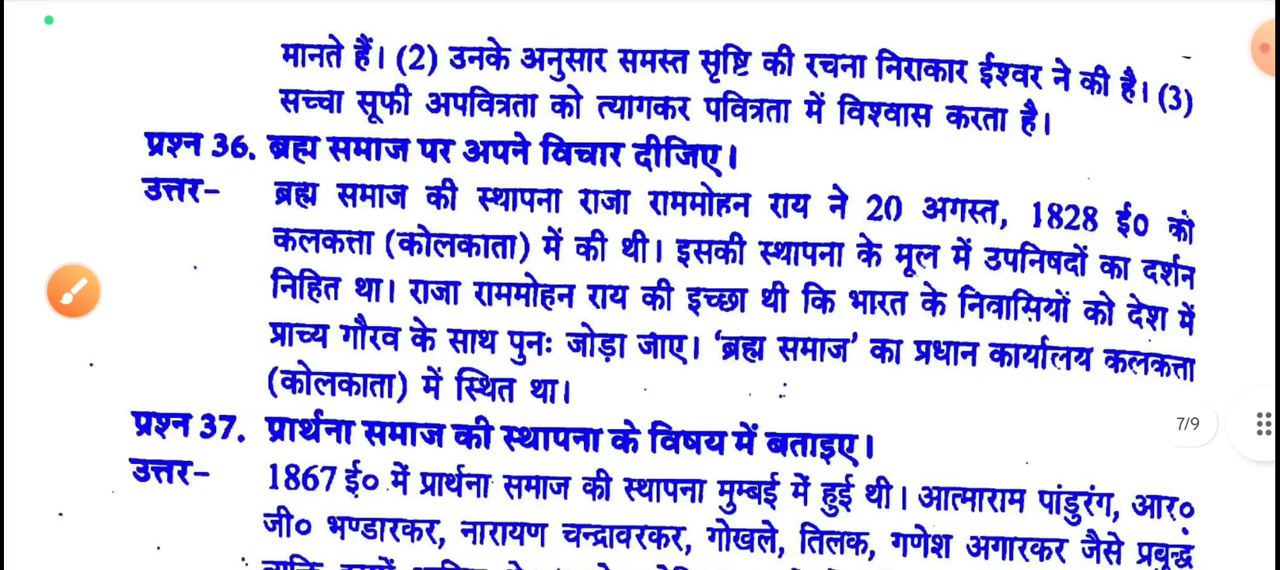 मानते हैं। (2) उनके अनुसार समस्त सृष्टि की रचना निराकार ईश्वर ने की है। (3)
सच्चा सूफी अपवित्रता को त्यागकर पवित्रता में विश्वास करता है।
प्रश्न 36. ब्रह्म समाज पर अपने विचार दीजिए।
उत्तर– ब्रह्म समाज की स्थापना राजा राममोहन राय ने 20 अगस्त, 1828 ई० को
कलकत्ता (कोलकाता) में की थी। इसकी स्थापना के मूल में उपनिषदों का दर्शन
निहित था। राजा राममोहन राय की इच्छा थी कि भारत के निवासियों को देश में
प्राच्य गौरव के साथ पुनः जोड़ा जाए। ‘ब्रह्म समाज’ का प्रधान कार्यालय कलकत्ता
(कोलकाता) में स्थित था।
7/9
प्रश्न 37. प्रार्थना समाज की स्थापना के विषय में बताइए।
उत्तर– 1867 ई० में प्रार्थना समाज की स्थापना मुम्बई में हुई थी। आत्माराम पांडुरंग, आर०
जी० भण्डारकर, नारायण चन्द्रावरकर, गोखले, तिलक, गणेश अगारकर जैसे प्रबुद्ध